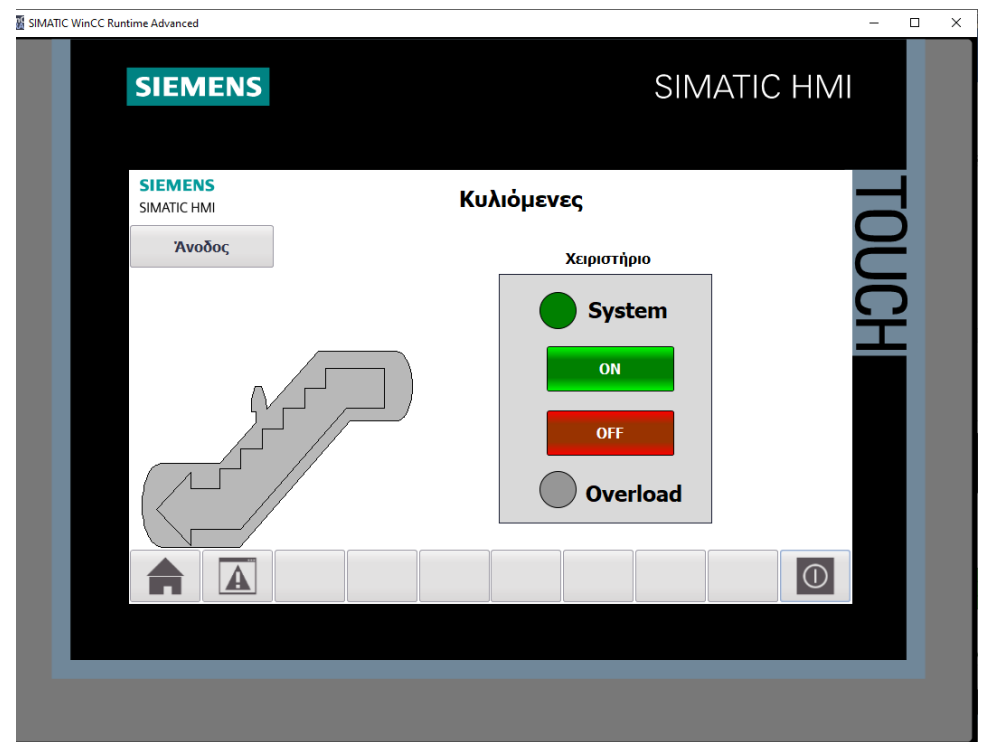 SIMATIC WinCC Runtime Advanced
SIEMENS
SIMATIC HMI
TOUCH
SIEMENS
SIMATIC HMI
Κυλιόμενες
Άνοδος
Χειριστήριο
System
ON
OFF
Overload